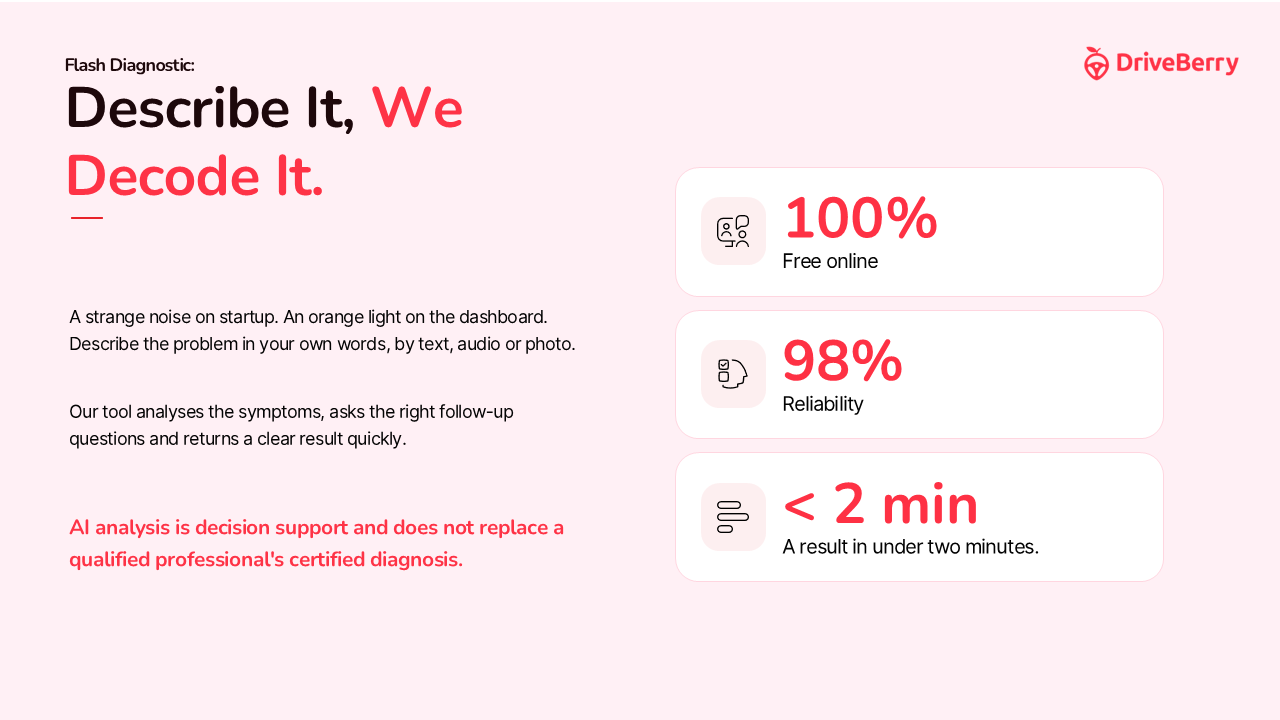 Flash Diagnostic:
Describe It, We
Decode It.
DriveBerry
A strange noise on startup. An orange light on the dashboard.
Describe the problem in your own words, by text, audio or photo.
Our tool analyses the symptoms, asks the right follow-up
questions and returns a clear result quickly.
AI analysis is decision support and does not replace a
qualified professional's certified diagnosis.
100%
Free online
98%
Reliability
< 2 min
A result in under two minutes.